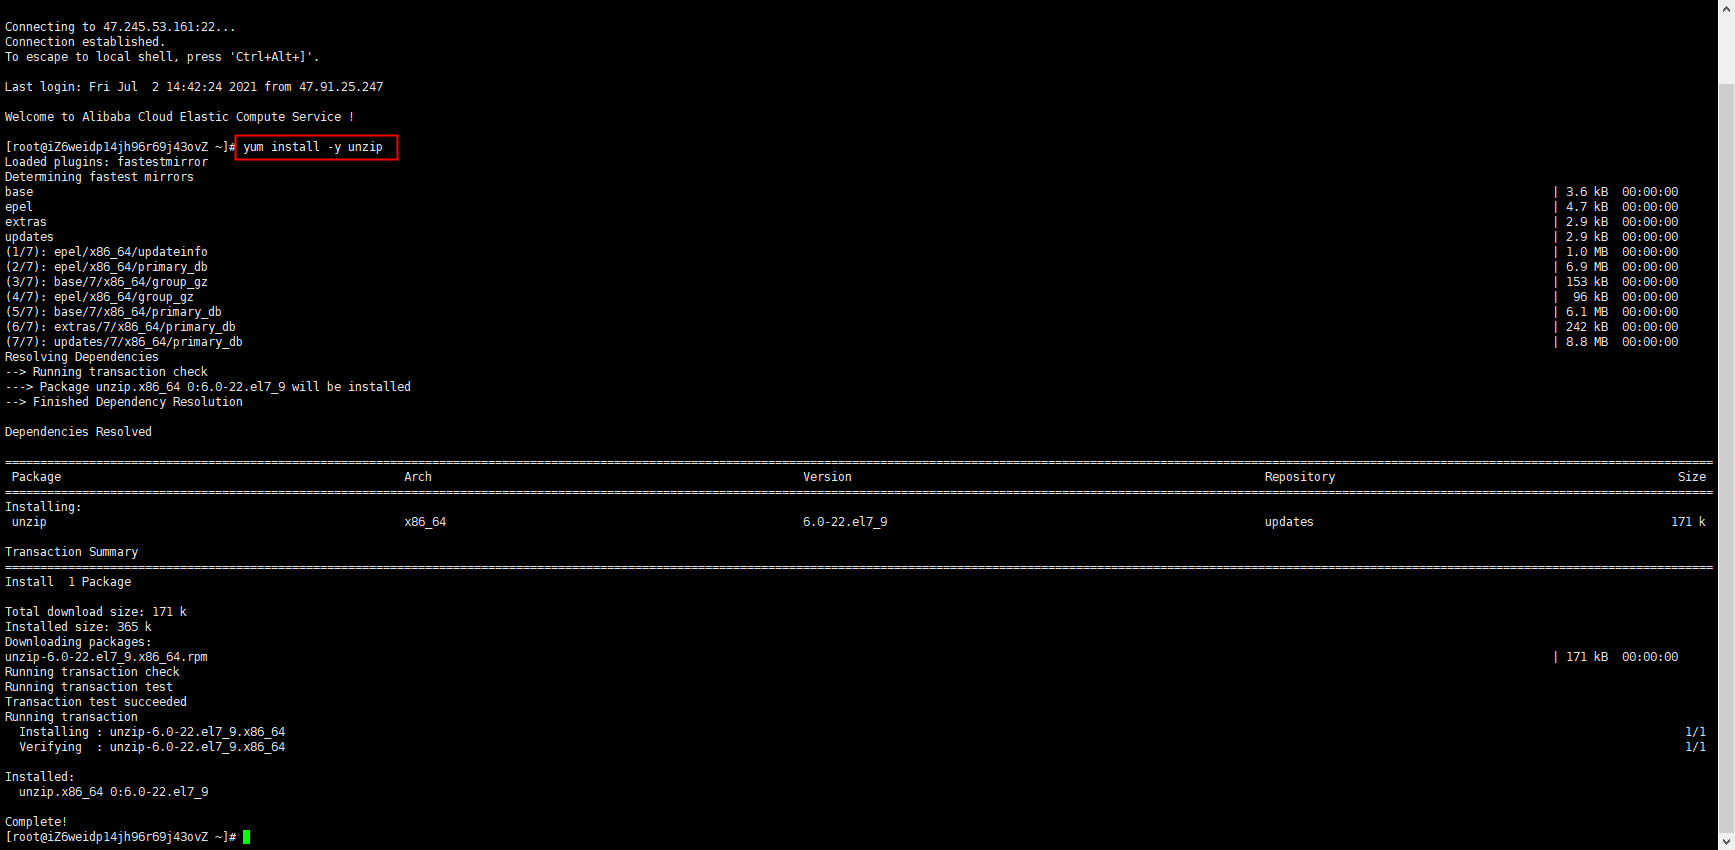 Connecting to 47.245.53.161:22...
Connection established.
To escape to local shell, press 'Ctrl+Alt+]'.
Last login: Fri Jul  2 14:42:24 2021 from 47.91.25.247
Welcome to Alibaba Cloud Elastic Compute Service !
[root@iZ6weidp14jh96r69j43ovZ ~]# yum install -y unzip
Loaded plugins: fastestmirror
Determining fastest mirrors
base | 3.6 kB  00:00:00
epel | 4.7 kB  00:00:00
extras | 2.9 kB  00:00:00
updates | 2.9 kB  00:00:00
(1/7): epel/x86_64/updateinfo | 1.0 MB  00:00:00
(2/7): epel/x86_64/primary_db | 6.9 MB  00:00:00
(3/7): base/7/x86_64/group_gz | 153 kB  00:00:00
(4/7): epel/x86_64/group_gz |  96 kB  00:00:00
(5/7): base/7/x86_64/primary_db | 6.1 MB  00:00:00
(6/7): extras/7/x86_64/primary_db | 242 kB  00:00:00
(7/7): updates/7/x86_64/primary_db | 8.8 MB  00:00:00
Resolving Dependencies
--> Running transaction check
---> Package unzip.x86_64 0:6.0-22.el7_9 will be installed
--> Finished Dependency Resolution
Dependencies Resolved
Package Arch Version Repository Size
Installing:
unzip x86_64 6.0-22.el7_9 updates 171 k
Transaction Summary
Install  1 Package
Total download size: 171 k
Installed size: 365 k
Downloading packages:
unzip-6.0-22.el7_9.x86_64.rpm | 171 kB  00:00:00
Running transaction check
Running transaction test
Transaction test succeeded
Running transaction
Installing : unzip-6.0-22.el7_9.x86_64 1/1
Verifying  : unzip-6.0-22.el7_9.x86_64 1/1
Installed:
unzip.x86_64 0:6.0-22.el7_9
Complete!
[root@iZ6weidp14jh96r69j43ovZ ~]#